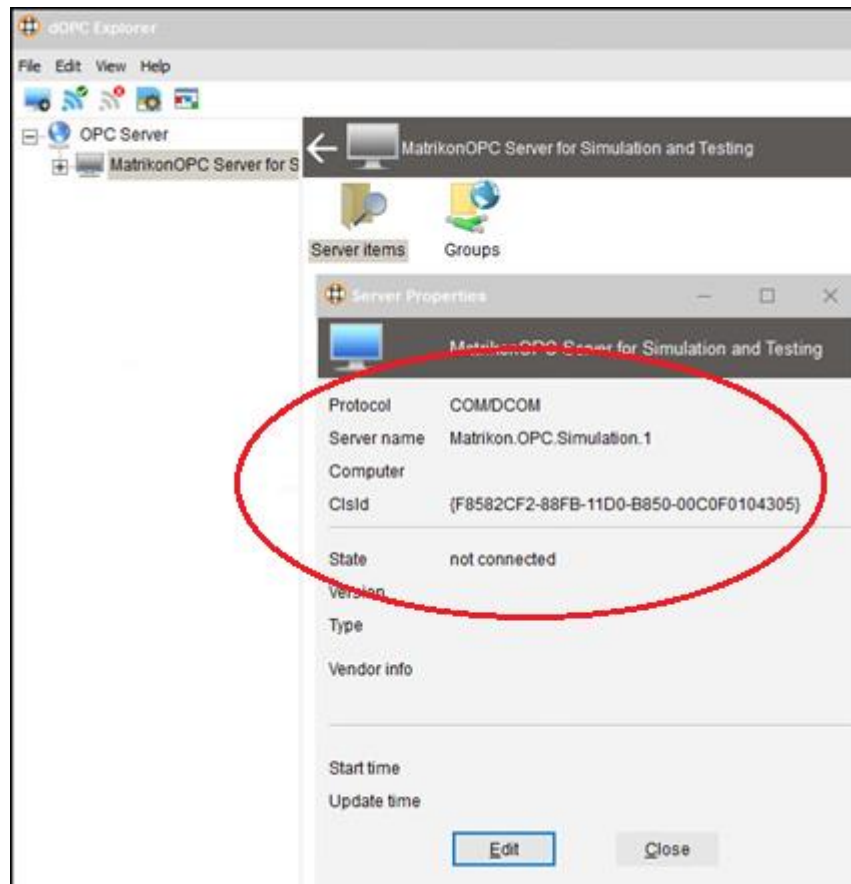 dOPC Explorer
File Edit View Help
OPC Server
MatrikonOPC Server for S
MatrikonOPC Server for Simulation and Testing
Server items Groups
Server Properties
MatrikonOPC Server for Simulation and Testing
Protocol COM/DCOM
Server name Matrikon.OPC.Simulation.1
Computer
ClsId {F8582CF2-88FB-11D0-B850-00C0F0104305}
State not connected
Version
Type
Vendor info
Start time
Update time
Edit Close